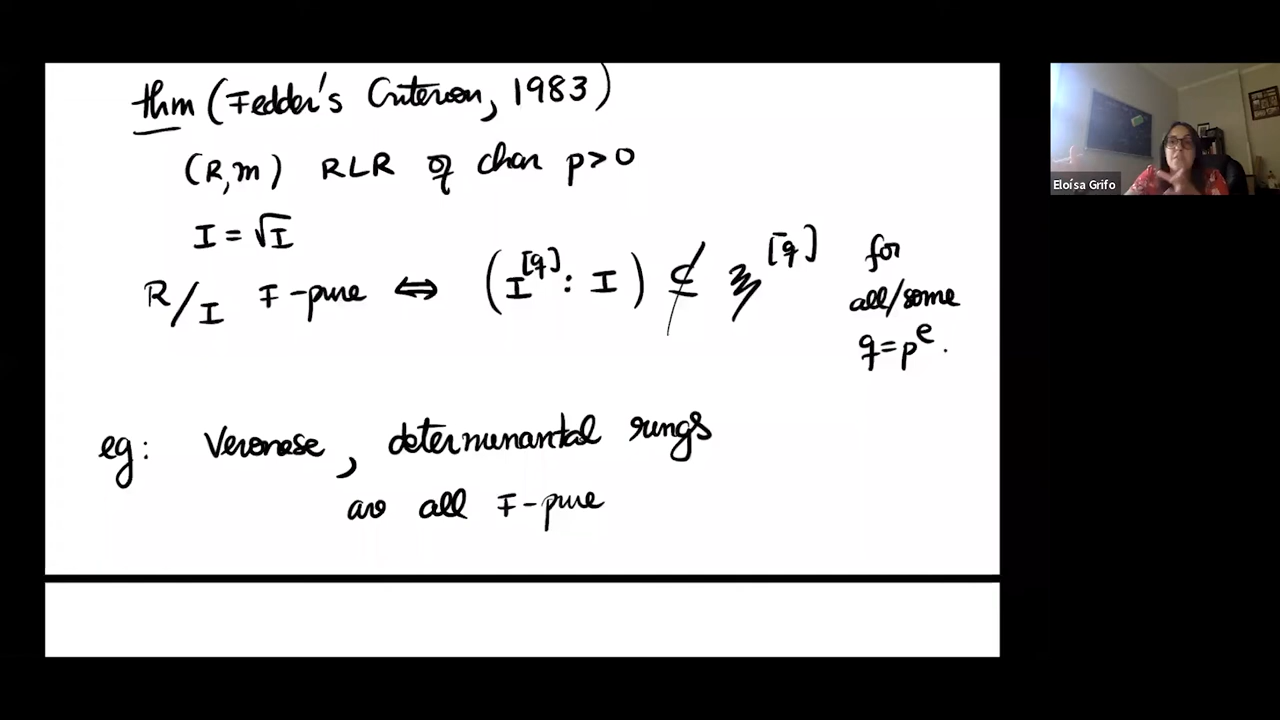 thm (Fedder's Criterion, 1983)
(R,m) RLR of char p>0
I = √I
R/I F-pure ⇔ (I^[q] : I) ⊄ m^[q] for
all/some
q=p^e.
eg: Veronese, determinantal rings
are all F-pure
Eloísa Grifo